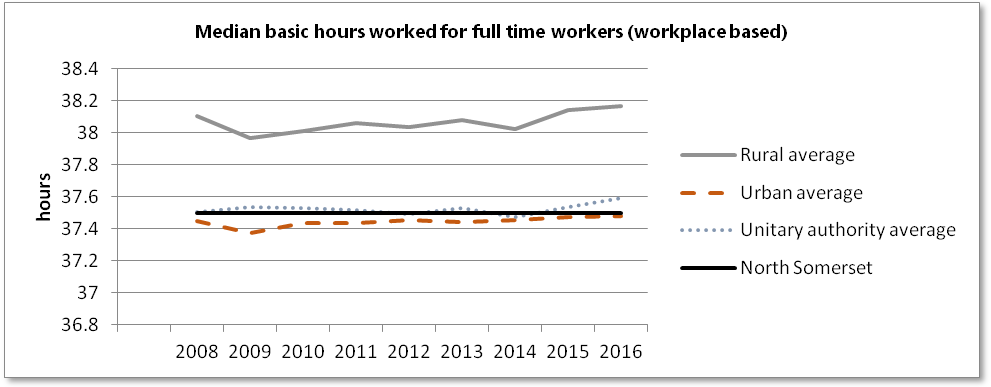 Median basic hours worked for full time workers (workplace based)
hours
38.4
38.2
38
37.8
37.6
37.4
37.2
37
36.8
2008 2009 2010 2011 2012 2013 2014 2015 2016
Rural average
Urban average
Unitary authority average
North Somerset